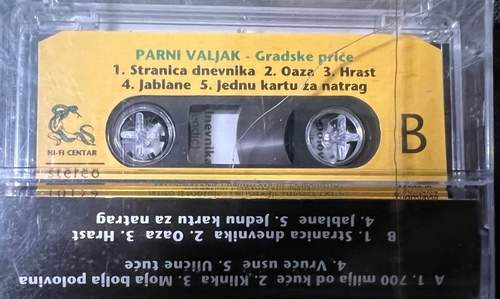 PARNI VALJAK - Gradske priče
1. Stranica dnevnika 2. Oaza 3. Hrast
4. Jablane 5. Jednu kartu za natrag
B
HI-FI CENTAR
stereo
A 1. 700 milja od kuće 2. Klinka 3. Moja bolja polovina
4. Vruce usne 5. Ulične tuče
B 1. Stranica dnevnika 2. Oaza 3. Hrast
4. Jablane 5. Jednu kartu za natrag